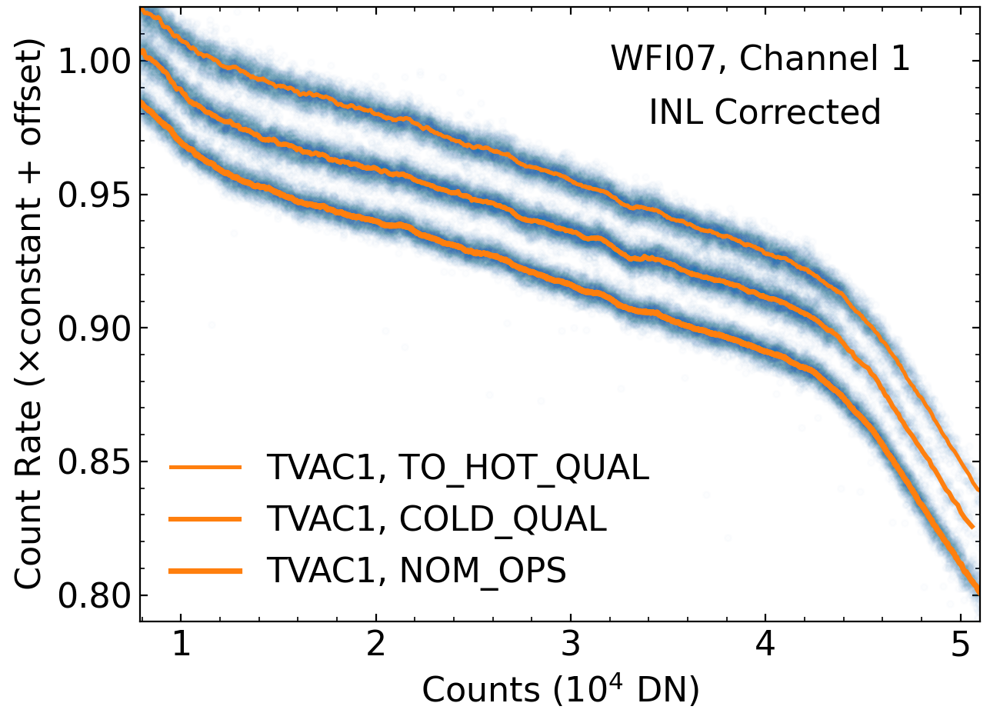 WFI07, Channel 1
INL Corrected
Count Rate (×constant + offset)
1.00
0.95
0.90
0.85
0.80
TVAC1, TO_HOT_QUAL
TVAC1, COLD_QUAL
TVAC1, NOM_OPS
1 2 3 4 5
Counts (10⁴ DN)